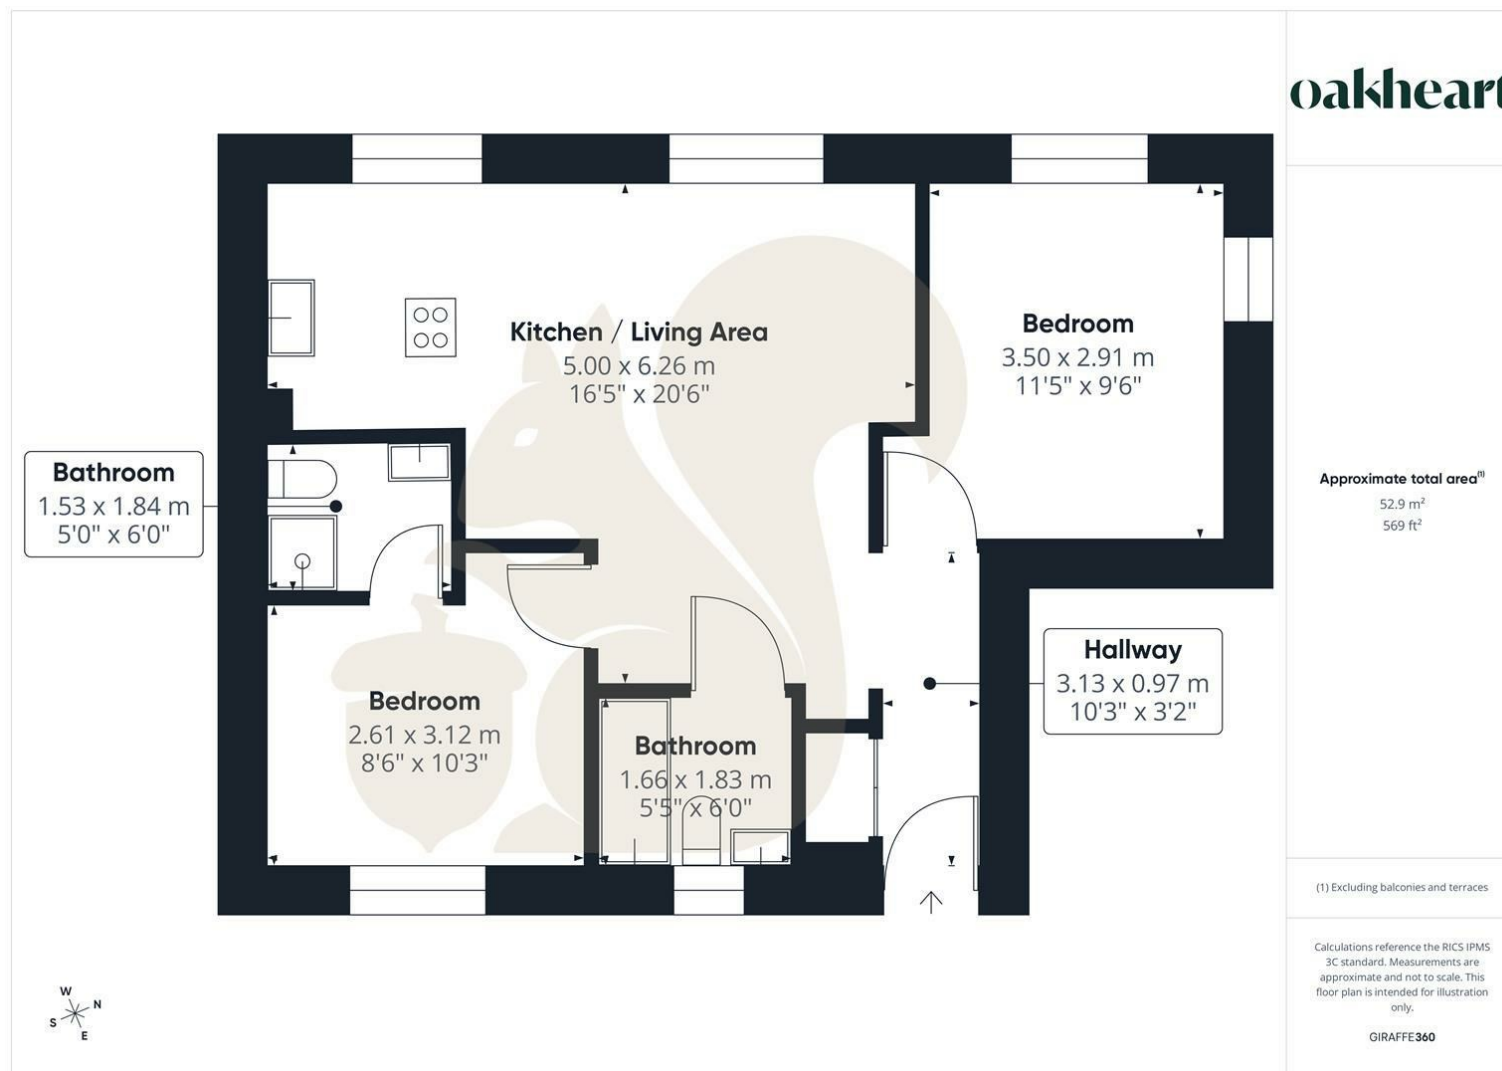 oakheart
Kitchen / Living Area
5.00 x 6.26 m
16'5" x 20'6"
Bedroom
3.50 x 2.91 m
11'5" x 9'6"
Bathroom
1.53 x 1.84 m
5'0" x 6'0"
Approximate total area(1)
52.9 m²
569 ft²
Hallway
3.13 x 0.97 m
10'3" x 3'2"
Bedroom
2.61 x 3.12 m
8'6" x 10'3"
Bathroom
1.66 x 1.83 m
5'5" x 6'0"
(1) Excluding balconies and terraces
Calculations reference the RICS IPMS
3C standard. Measurements are
approximate and not to scale. This
floor plan is intended for illustration
only.
GIRAFFE360
W
N
S
E